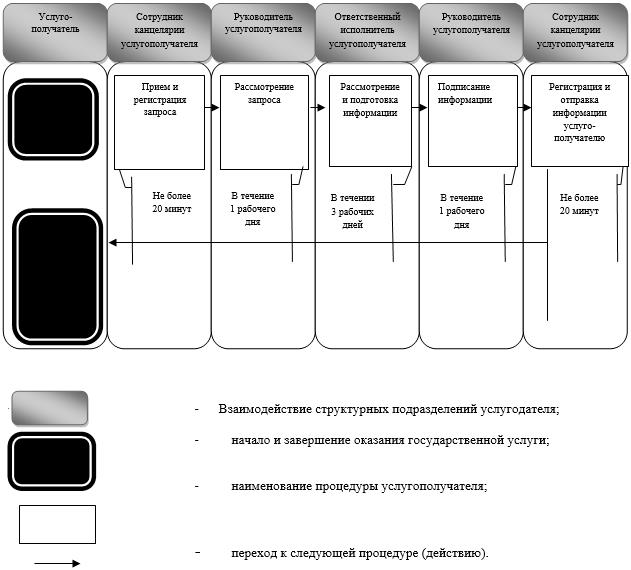 Услуго-
получатель
Сотрудник
канцелярии
услугополучателя
Руководитель
услугополучателя
Ответственный
исполнитель
услугополучателя
Руководитель
услугополучателя
Сотрудник
канцелярии
услугополучателя
Прием и
регистрация
запроса
Рассмотрение
запроса
Рассмотрение
и подготовка
информации
Подписание
информации
Регистрация и
отправка
информации
услуго-
получателю
Не более
20 минут
В течение
1 рабочего
дня
В течении
3 рабочих
дней
В течение
1 рабочего
дня
Не более
20 минут
- Взаимодействие структурных подразделений услугодателя;
- начало и завершение оказания государственной услуги;
- наименование процедуры услугополучателя;
- переход к следующей процедуре (действию).